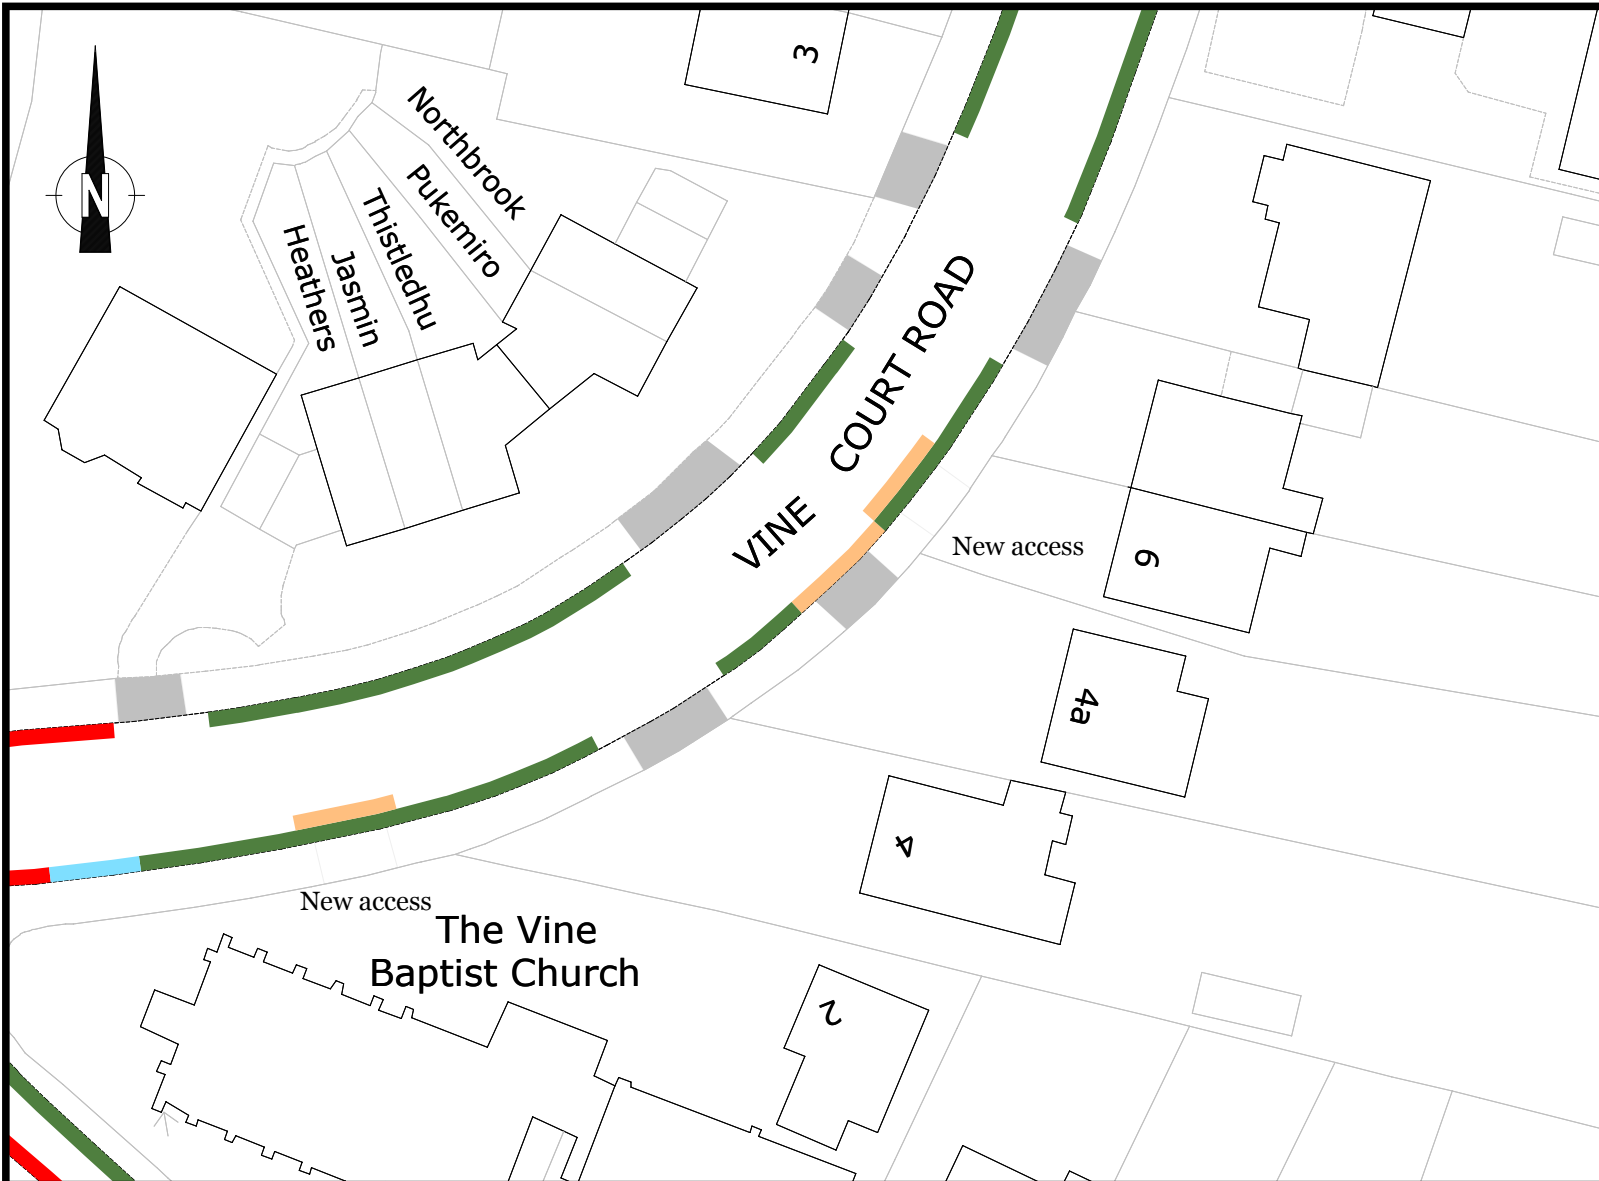 3
N
Northbrook
Pukemiro
Thistledhu
Jasmin
Heathers
VINE COURT ROAD
New access
6
4a
4
New access
The Vine
Baptist Church
2